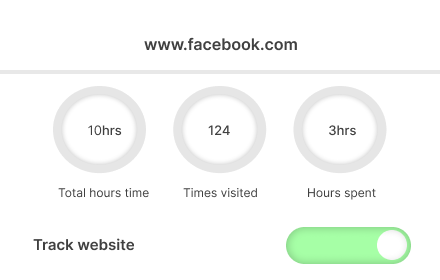 www.facebook.com
10hrs 124 3hrs
Total hours time Times visited Hours spent
Track website